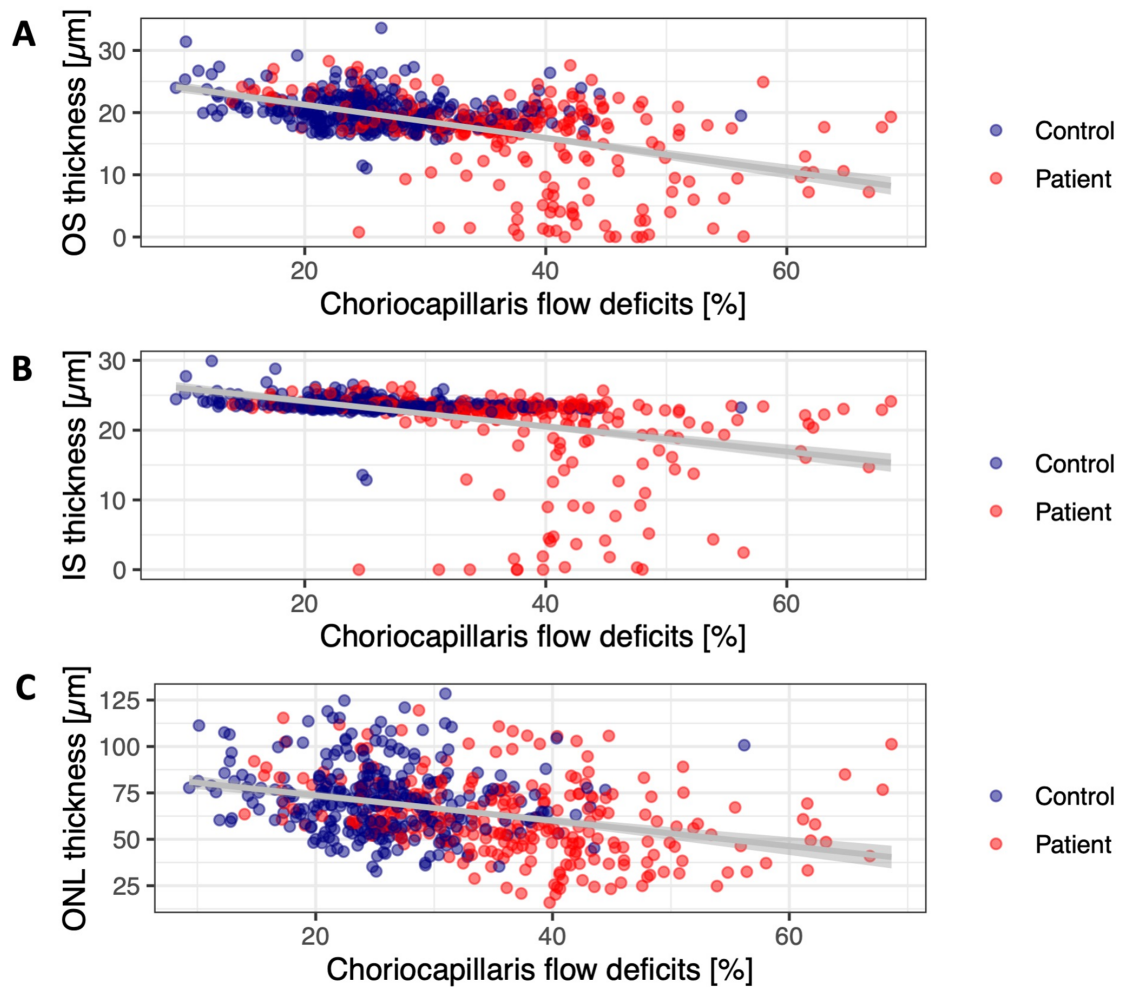 A
OS thickness [µm]
30
20
10
0
20 40 60
Choriocapillaris flow deficits [%]
Control
Patient
B
IS thickness [µm]
30
20
10
0
20 40 60
Choriocapillaris flow deficits [%]
Control
Patient
C
ONL thickness [µm]
125
100
75
50
25
20 40 60
Choriocapillaris flow deficits [%]
Control
Patient